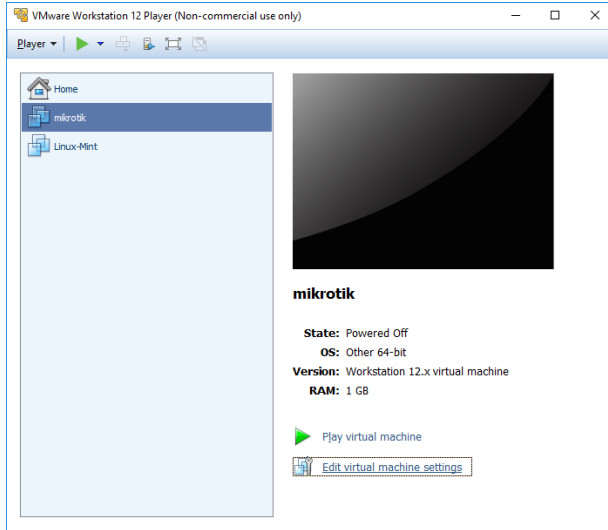 VMware Workstation 12 Player (Non-commercial use only)
Player
Home
mikrotik
Linux-Mint
mikrotik
State: Powered Off
OS: Other 64-bit
Version: Workstation 12.x virtual machine
RAM: 1 GB
Play virtual machine
Edit virtual machine settings